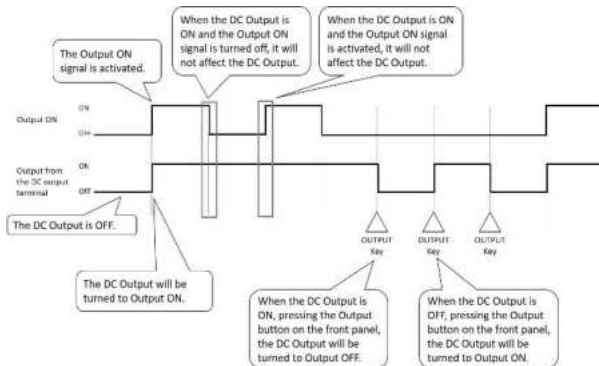 When the DC Output is
ON and the Output ON
signal is turned off, it will
not affect the DC Output.
When the DC Output is ON
and the Output ON signal
is activated, it will not
affect the DC Output.
The Output ON
signal is activated.
Output ON
ON
OFF
Output from
the DC output
terminal
ON
Off
The DC Output is OFF.
The DC Output will be
turned to Output ON.
OUTPUT
Key
OUTPUT
Key
OUTPUT
Key
When the DC Output is
ON, pressing the Output
button on the front panel,
the DC Output will be
turned to Output OFF.
When the DC Output is
OFF, pressing the Output
button on the front panel,
the DC Output will be
turned to Output ON.